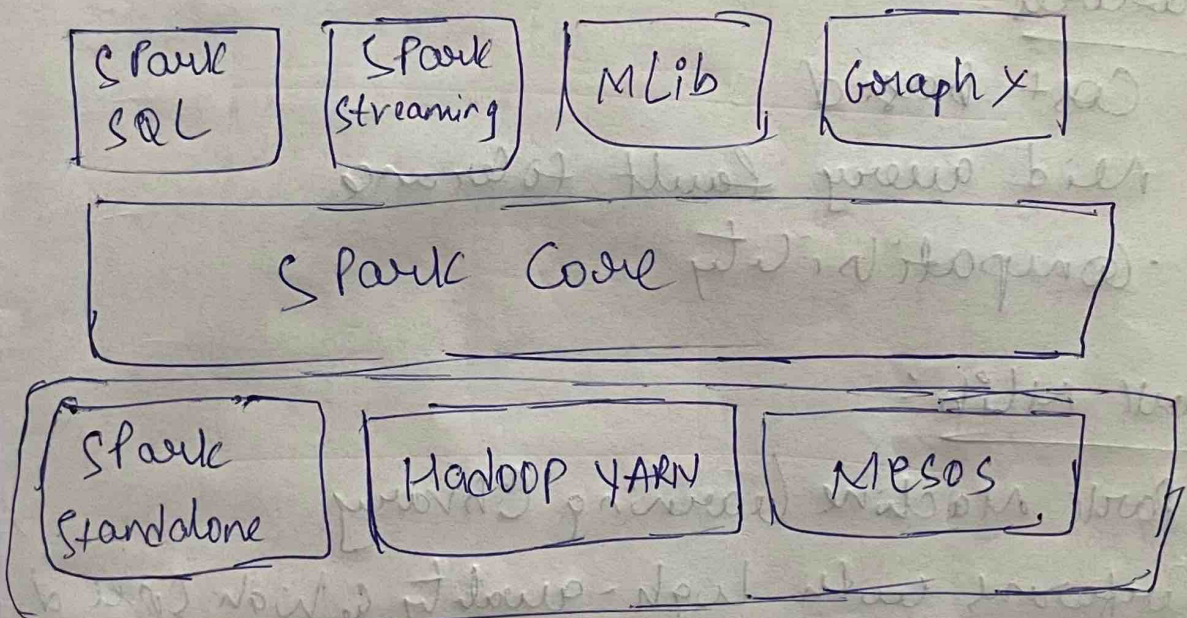 Spark
SQL
Spark
Streaming
MLib
Graph X
Spark Core
Spark
Standalone
Hadoop YARN
Mesos